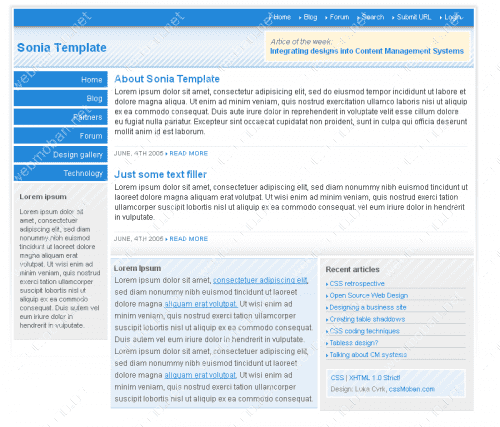 Home Blog Forum Search Submit URL Login
Sonia Template
Artice of the week:
Integrating designs into Content Management Systems
Home
Blog
Partners
Forum
Design gallery
Technology
Lorem ipsum
Lorem ipsum dolor sit
amet, consectetuer
adipiscing elit, sed diam
nonummy nibh euismod
tincidunt ut laoreet dolore
magna aliquam erat
volutpat. Ut wisi enim ad
minim veniam, quis nostrud
exercitation ullamcorper
suscipit lobortis nisl ut
aliquip ex ea commodo
consequat. Duis autem vel
eum iriure dolor in
hendrerit in vulputate.
About Sonia Template
Lorem ipsum dolor sit amet, consectetur adipisicing elit, sed do eiusmod tempor incididunt ut labore et
dolore magna aliqua. Ut enim ad minim veniam, quis nostrud exercitation ullamco laboris nisi ut aliquip
ex ea commodo consequat. Duis aute irure dolor in reprehenderit in voluptate velit esse cillum dolore
eu fugiat nulla pariatur. Excepteur sint occaecat cupidatat non proident, sunt in culpa qui officia deserunt
mollit anim id est laborum.
JUNE, 4TH 2005 READ MORE
Just some text filler
Lorem ipsum dolor sit amet, consectetuer adipiscing elit, sed diam nonummy nibh euismod tincidunt ut
laoreet dolore magna aliquam erat volutpat. Ut wisi enim ad minim veniam, quis nostrud exercitation
ullamcorper suscipit lobortis nisl ut aliquip ex ea commodo consequat. vel eum iriure dolor in hendrerit
in vulputate.
JUNE, 4TH 2005 READ MORE
Lorem Ipsum
Lorem ipsum dolor sit amet, consectetuer adipiscing elit,
sed diam nonummy nibh euismod tincidunt ut laoreet
dolore magna aliquam erat volutpat. Ut wisi enim ad
minim veniam, quis nostrud exercitation ullamcorper
suscipit lobortis nisl ut aliquip ex ea commodo consequat.
Duis autem vel eum iriure dolor in hendrerit in vulputate.
Lorem ipsum dolor sit amet, consectetuer adipiscing elit,
sed diam nonummy nibh euismod tincidunt ut laoreet
dolore magna aliquam erat volutpat. Ut wisi enim ad
minim veniam, quis nostrud exercitation ullamcorper
suscipit lobortis nisl ut aliquip ex ea commodo consequat.
Recent articles
CSS retrospective
Open Source Web Design
Designing a business site
Creating table shaddows
CSS coding techniques
Tableless design?
Talking about CM systems
CSS | XHTML 1.0 Strict!
Design: Luka Cvrk, cssMoban.com